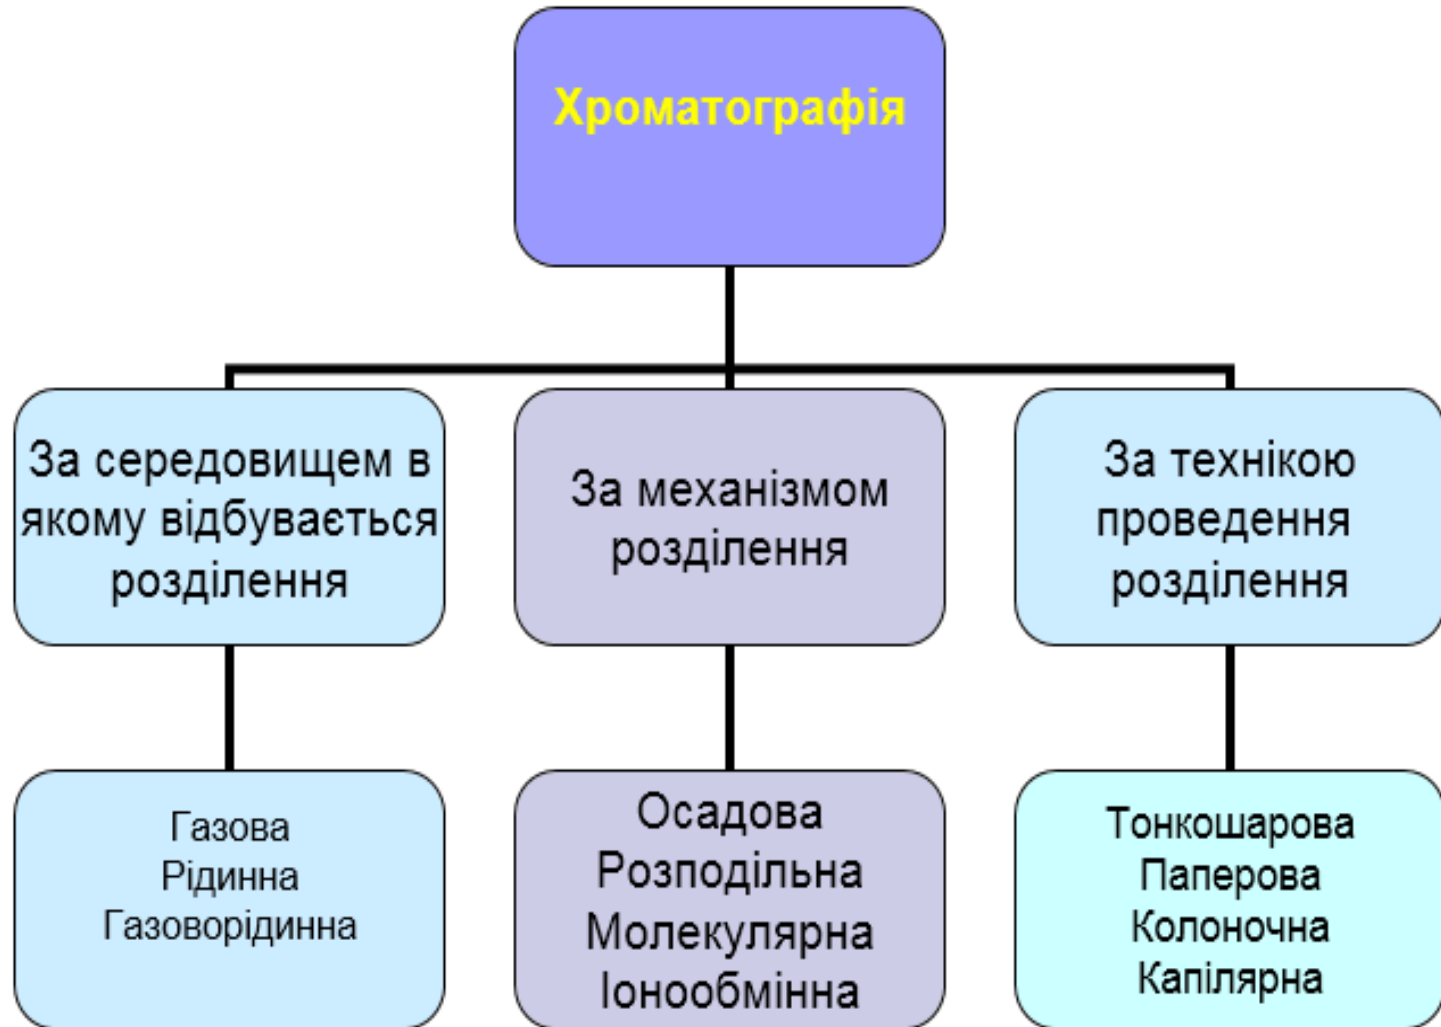 Хроматографія
За середовищем в
якому відбувається
розділення
За механізмом
розділення
За технікою
проведення
розділення
Газова
Рідинна
Газоворідинна
Осадова
Розподільна
Молекулярна
Іонообмінна
Тонкошарова
Паперова
Колоночна
Капілярна